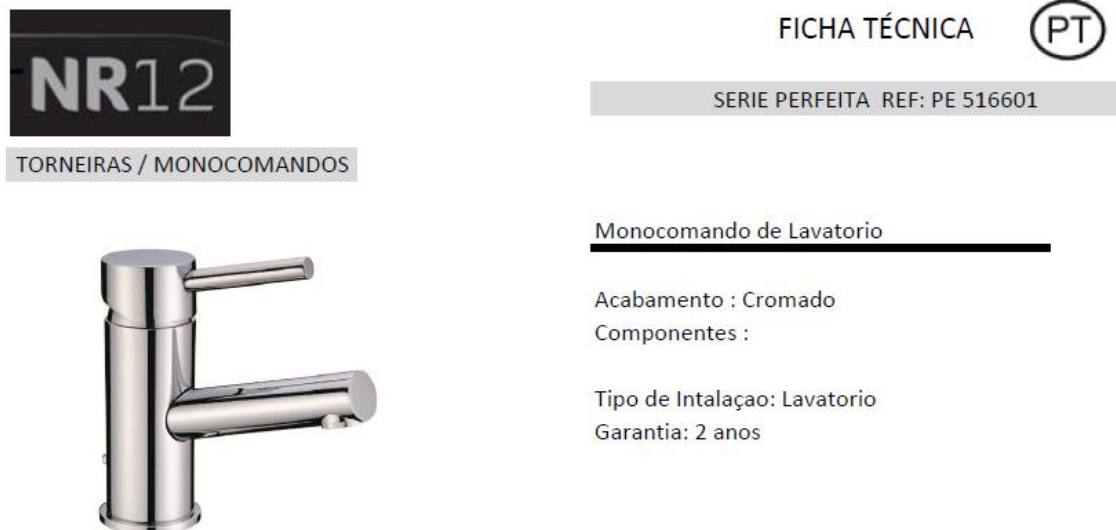 NR12
FICHA TÉCNICA
PT
SERIE PERFEITA REF: PE 516601
TORNEIRAS / MONOCOMANDOS
Monocomando de Lavatorio
Acabamento : Cromado
Componentes :
Tipo de Intalaçao: Lavatorio
Garantia: 2 anos